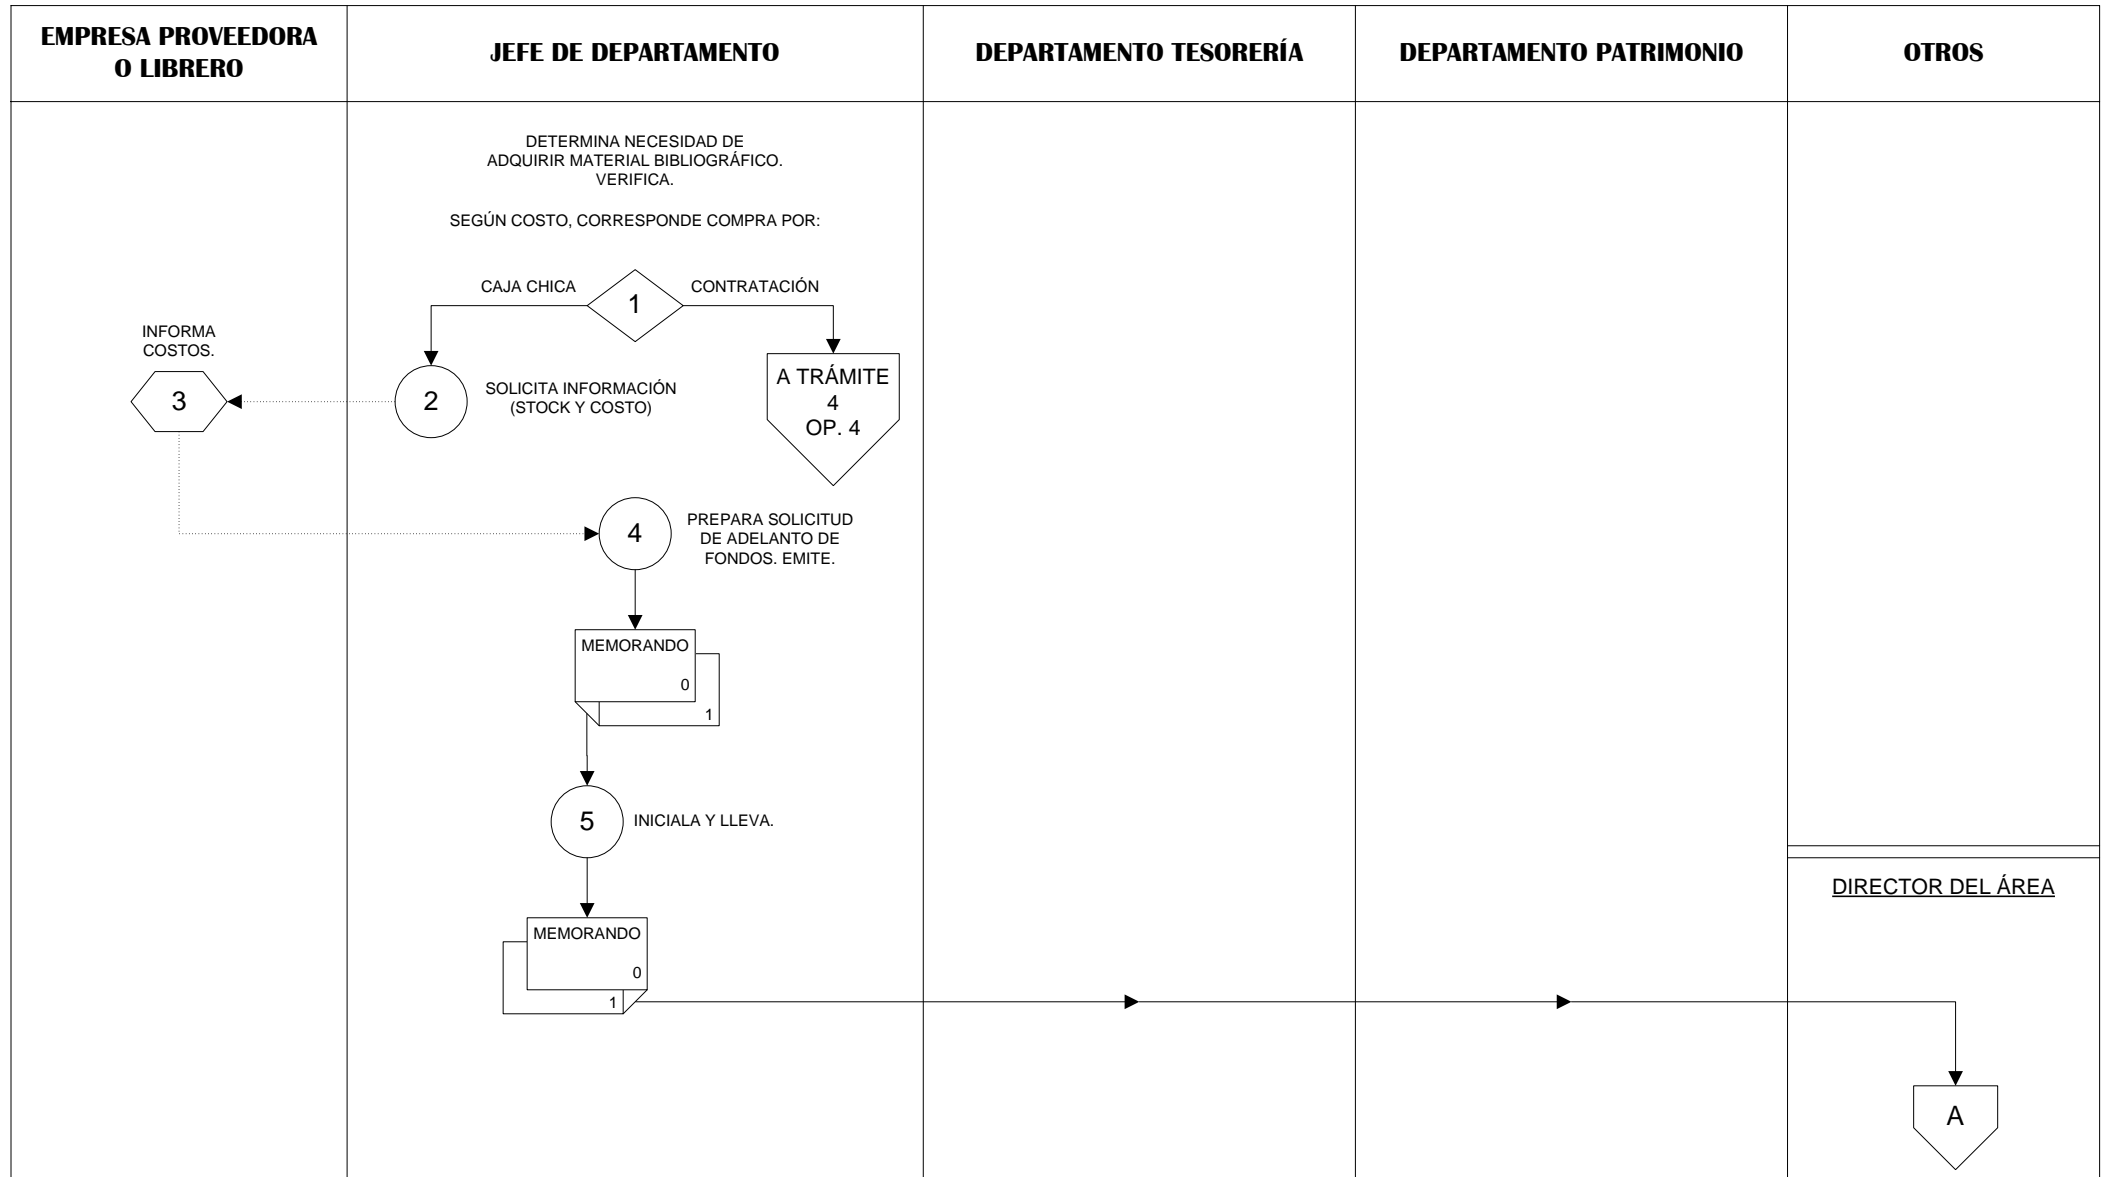 EMPRESA PROVEEDORA
O LIBRERO
JEFE DE DEPARTAMENTO
DEPARTAMENTO TESORERÍA
DEPARTAMENTO PATRIMONIO
OTROS
DETERMINA NECESIDAD DE
ADQUIRIR MATERIAL BIBLIOGRÁFICO.
VERIFICA.
SEGÚN COSTO, CORRESPONDE COMPRA POR:
CAJA CHICA
1
CONTRATACIÓN
INFORMA
COSTOS.
3
2
SOLICITA INFORMACIÓN
(STOCK Y COSTO)
A TRÁMITE
4
OP. 4
4
PREPARA SOLICITUD
DE ADELANTO DE
FONDOS. EMITE.
MEMORANDO
0
1
5
INICIALA Y LLEVA.
DIRECTOR DEL ÁREA
MEMORANDO
0
1
A